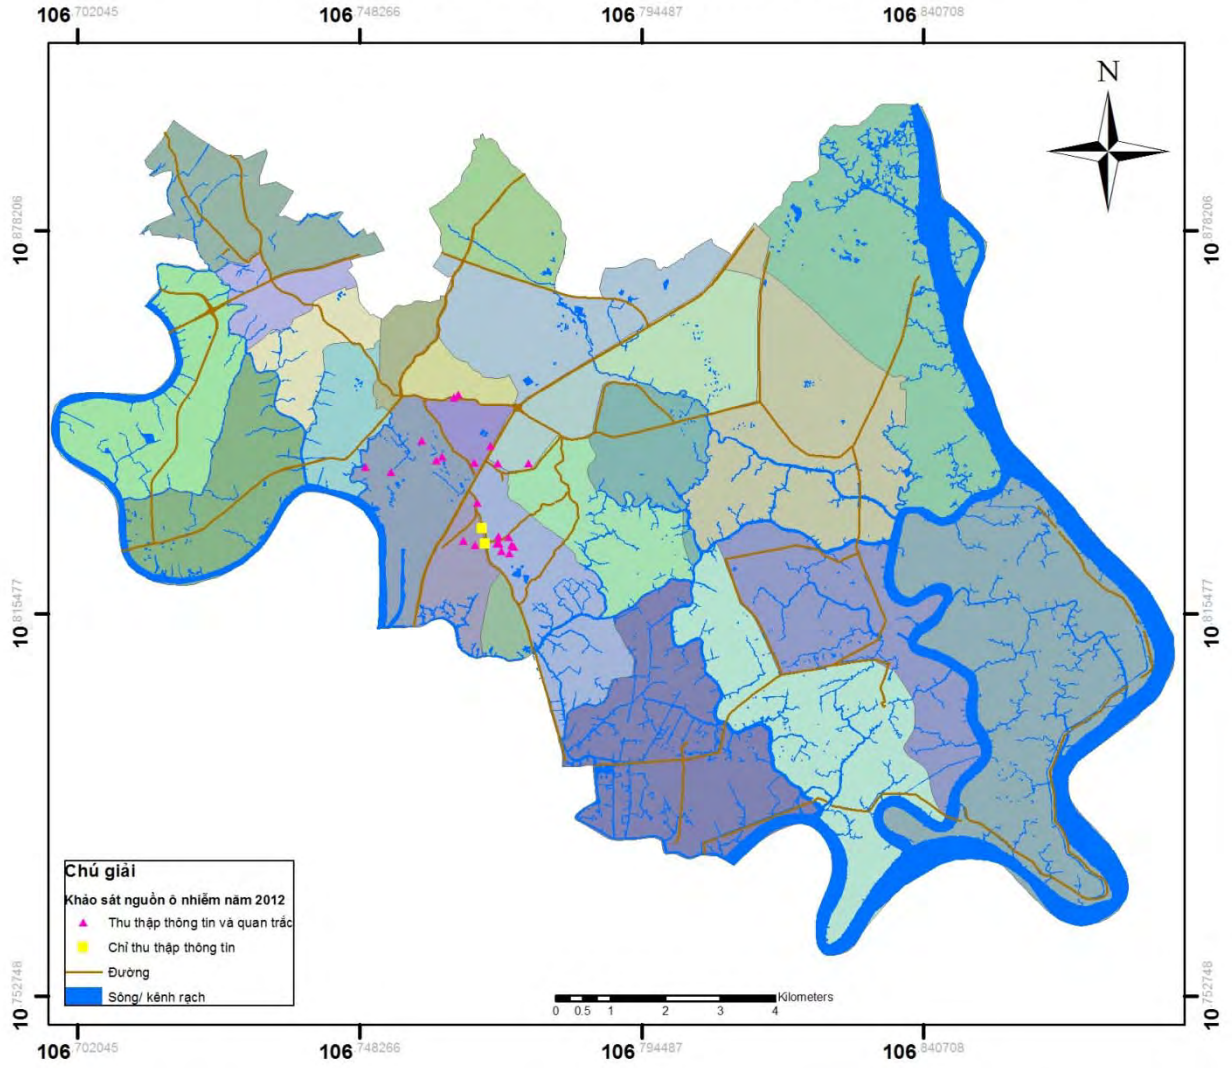 106.702045 106.748266 106.794487 106.840708
N
10.878206 10.878206
10.815477 10.815477
Chú giải
Khảo sát nguồn ô nhiễm năm 2012
Thu thập thông tin và quan trắc
Chỉ thu thập thông tin
Đường
Sông/ kênh rạch
10.752748 10.752748
Kilometers
0 0.5 1 2 3 4
106.702045 106.748266 106.794487 106.840708